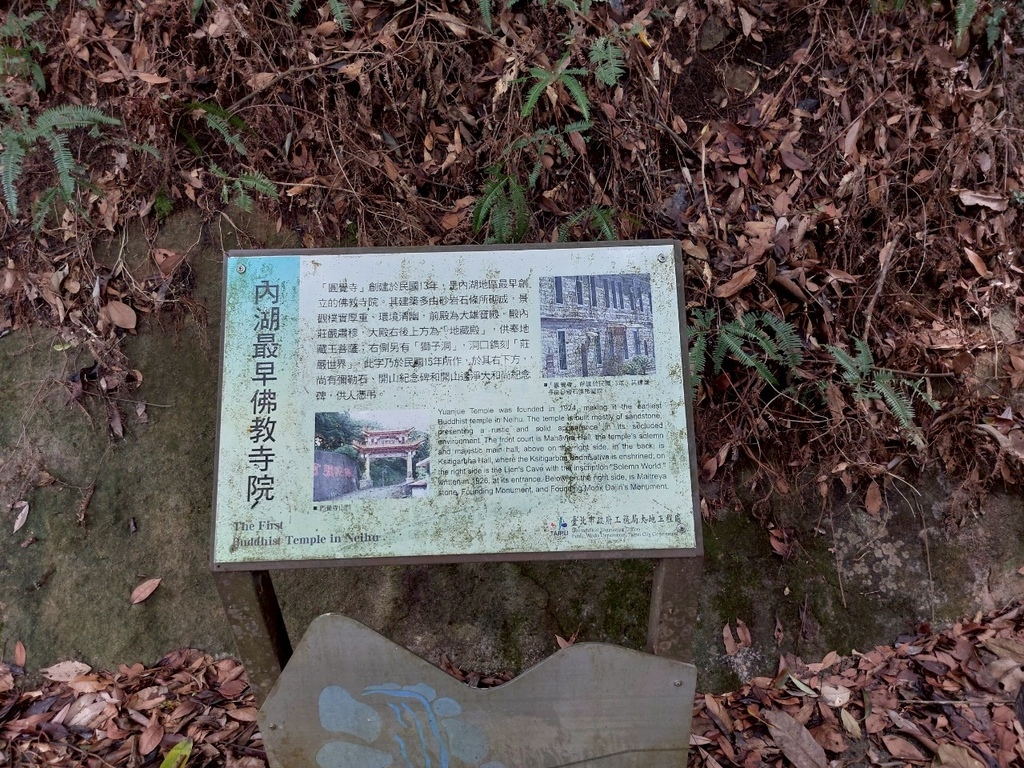 內湖最早佛教寺院
The First
Buddhist Temple in Neihu
「圓覺寺」創建於民國13年，是內湖地區最早創
立的佛教寺院。其建築多由砂岩石條所砌成，景
觀樸實厚重、環境清幽，前殿為大雄寶殿，殿內
莊嚴肅穆，大殿右後上方為「地藏殿」，供奉地
藏王菩薩；右側另有「獅子洞」，洞口鐫刻「莊
嚴世界」，此字乃於民國15年所作，於其右下方，
尚有彌勒石、開山紀念碑和開山達淨大和尚紀念
碑，供人憑弔。
Yuanjue Temple was founded in 1924, making it the earliest
Buddhist temple in Neihu. The temple is built mostly of sandstone,
presenting a rustic and solid appearance in its secluded
environment. The front court is Mahavira Hall, the temple's solemn
and majestic main hall; above on the right side, in the back, is
Ksitigarbha Hall, where the Ksitigarbha Bodhisattva is enshrined; on
the right side is the Lion's Cave with the inscription "Solemn World,"
written in 1926, at its entrance. Below, on the right side, is Maitreya
stone, Founding Monument, and Founding Monk Dajin's Monument.
■ 圓覺寺山門
TAIPEI
臺北市政府工務局大地工程處